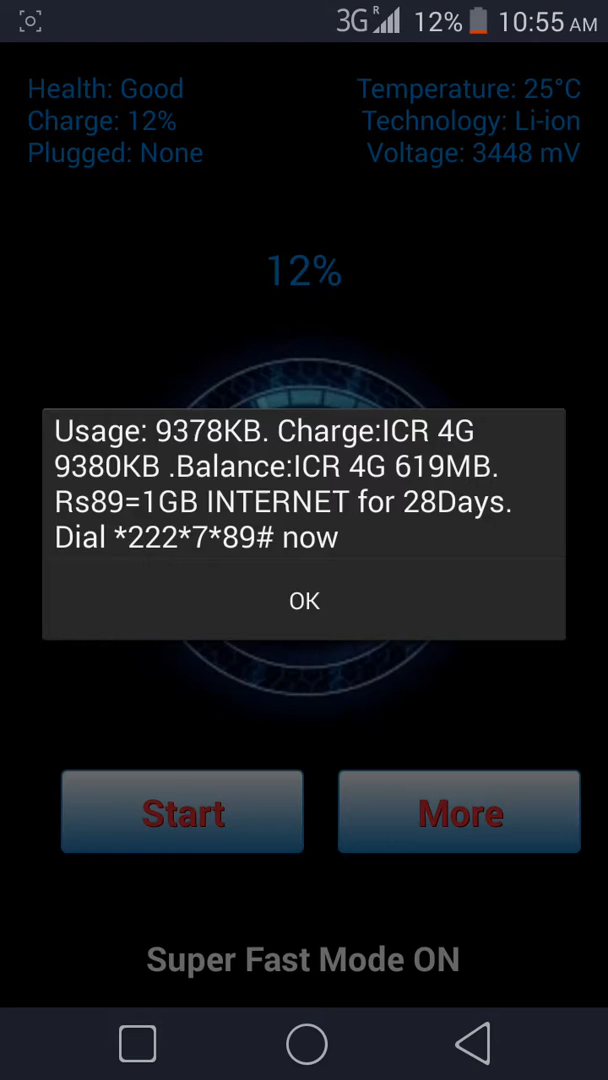 3G R 12% 10:55 AM
Health: Good Temperature: 25°C
Charge: 12% Technology: Li-ion
Plugged: None Voltage: 3448 mV
12%
Usage: 9378KB. Charge:ICR 4G
9380KB .Balance:ICR 4G 619MB.
Rs89=1GB INTERNET for 28Days.
Dial *222*7*89# now
OK
Start More
Super Fast Mode ON